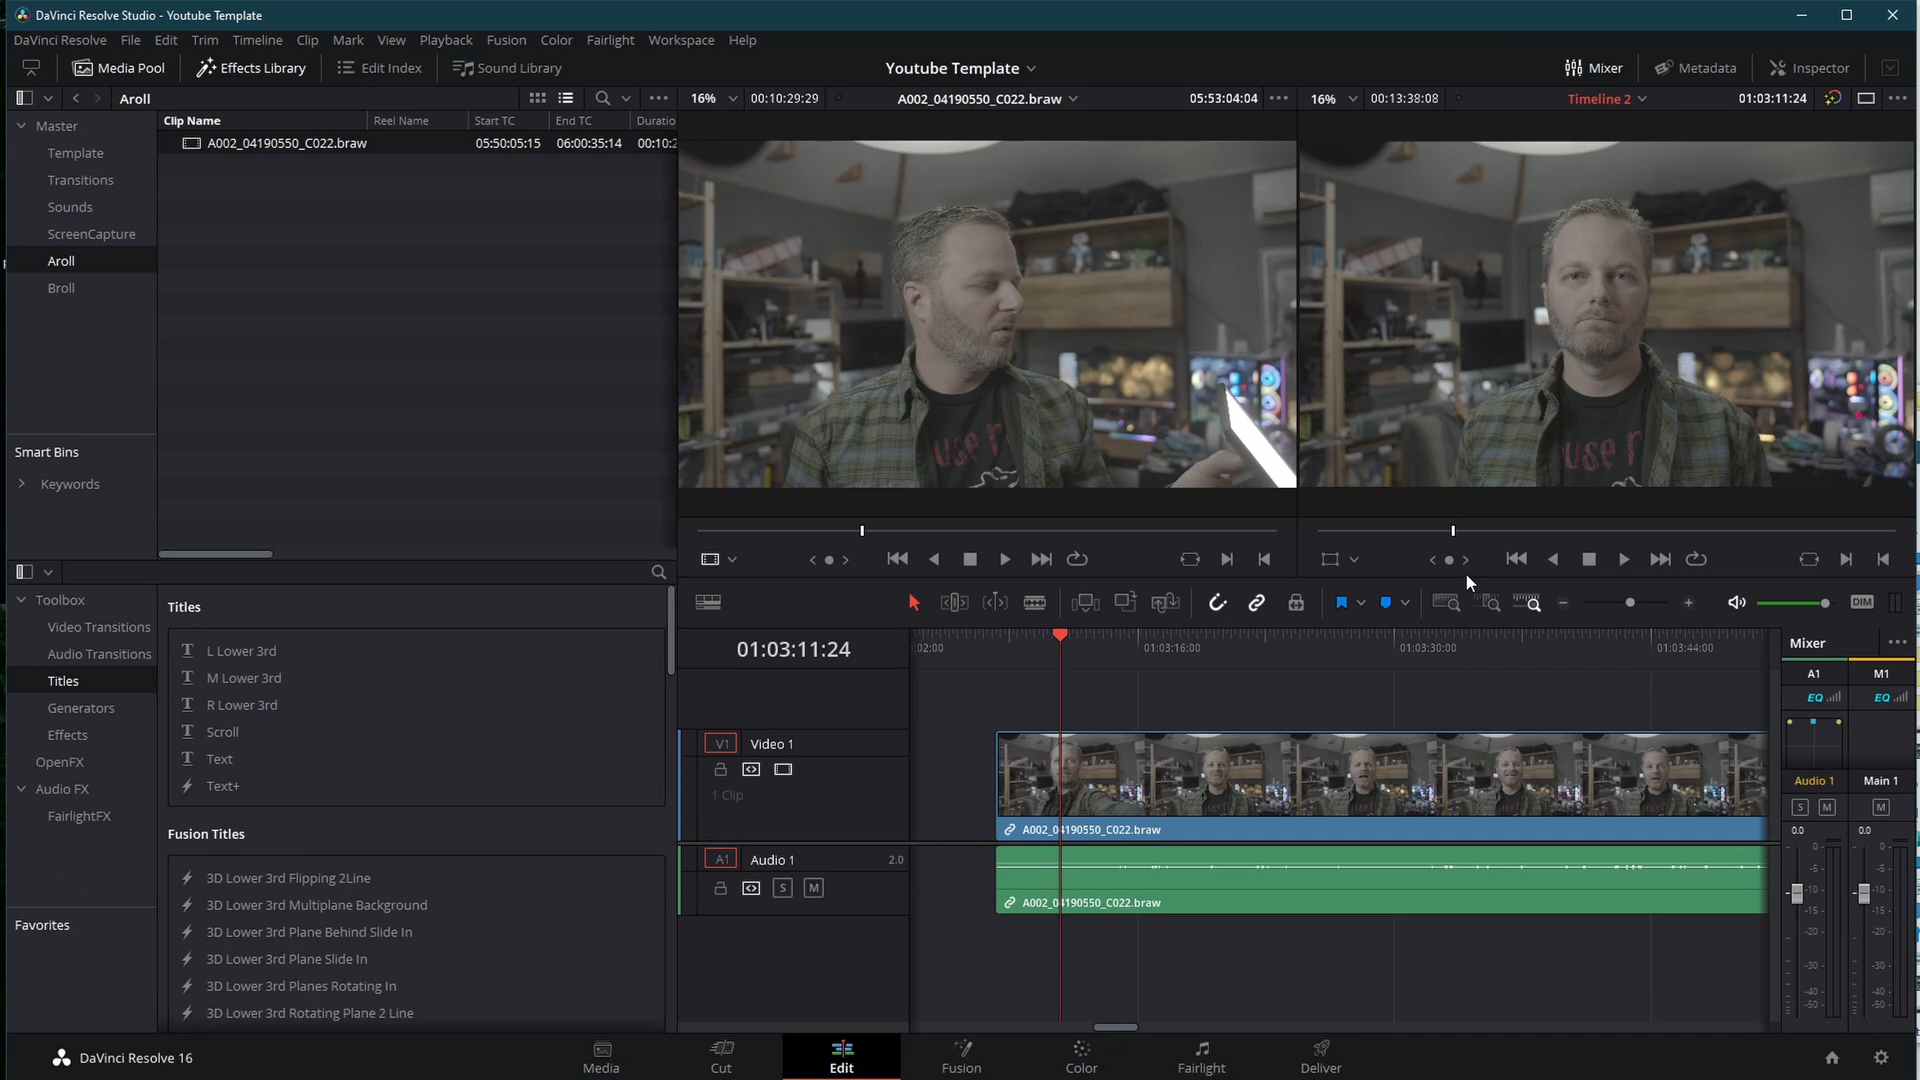 DaVinci Resolve Studio - Youtube Template
DaVinci Resolve File Edit Trim Timeline Clip Mark View Playback Fusion Color Fairlight Workspace Help
Media Pool Effects Library Edit Index Sound Library Youtube Template Mixer Metadata Inspector
Aroll 16% 00:10:29:29 A002_04190550_C022.braw 05:53:04:04 16% 00:13:38:08 Timeline 2 01:03:11:24
Master
Template
Transitions
Sounds
ScreenCapture
Aroll
Broll
Smart Bins
Keywords
Clip Name Reel Name Start TC End TC Duratio
A002_04190550_C022.braw 05:50:05:15 06:00:35:14 00:10:2
use r
use r
Toolbox
Video Transitions
Audio Transitions
Titles
Generators
Effects
OpenFX
Audio FX
FairlightFX
Favorites
Titles
L Lower 3rd
M Lower 3rd
R Lower 3rd
Scroll
Text
Text+
Fusion Titles
3D Lower 3rd Flipping 2Line
3D Lower 3rd Multiplane Background
3D Lower 3rd Plane Behind Slide In
3D Lower 3rd Plane Slide In
3D Lower 3rd Planes Rotating In
3D Lower 3rd Rotating Plane 2 Line
DIM
01:03:11:24
:02:00 01:03:16:00 01:03:30:00 01:03:44:00
V1 Video 1
1 Clip
A002_04190550_C022.braw
A1 Audio 1 2.0
S M
A002_04190550_C022.braw
Mixer
A1 M1
EQ EQ
Audio 1 Main 1
S M M
0.0 0.0
0- 0-
-5- -5-
-10- -10-
-15- -15-
-20- -20-
-30- -30-
-40- -40-
-50- -50-
DaVinci Resolve 16
Media Cut Edit Fusion Color Fairlight Deliver